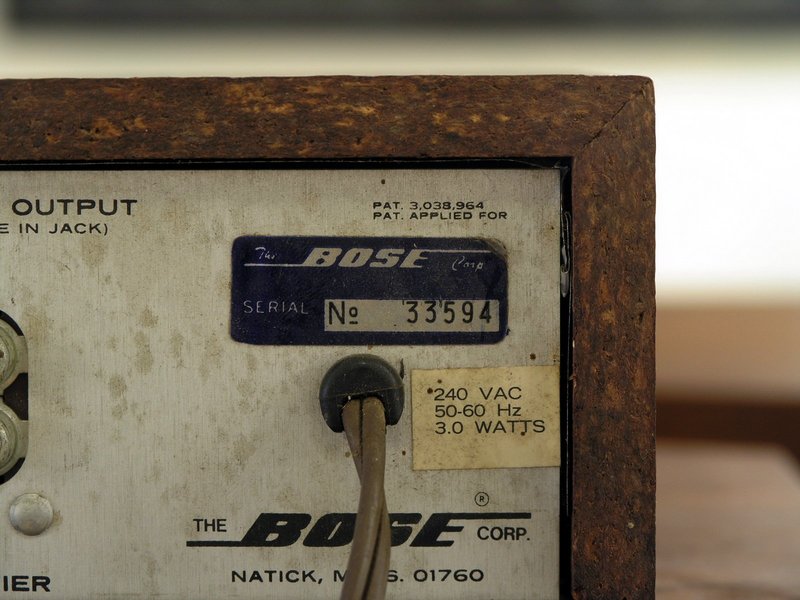 OUTPUT
E IN JACK)
PAT. 3,038,964
PAT. APPLIED FOR
The BOSE Corp
SERIAL No 33594
240 VAC
50-60 Hz
3.0 WATTS
THE BOSE® CORP.
NATICK, M S. 01760
IER